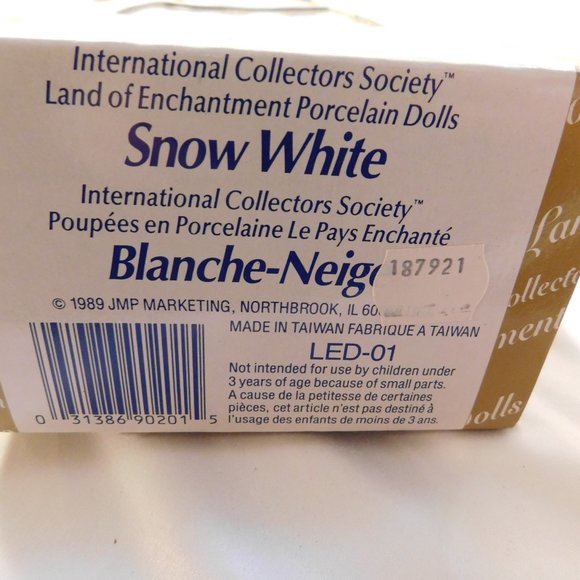 International Collectors Society™
Land of Enchantment Porcelain Dolls
Snow White
International Collectors Society™
Poupées en Porcelaine Le Pays Enchanté
Blanche-Neige
187921
© 1989 JMP MARKETING, NORTHBROOK, IL
MADE IN TAIWAN FABRIQUE A TAIWAN
LED-01
Not intended for use by children under
3 years of age because of small parts.
A cause de la petitesse de certaines
pièces, cet article n'est pas destiné à
l'usage des enfants de moins de 3 ans.
0 31386 90201 5